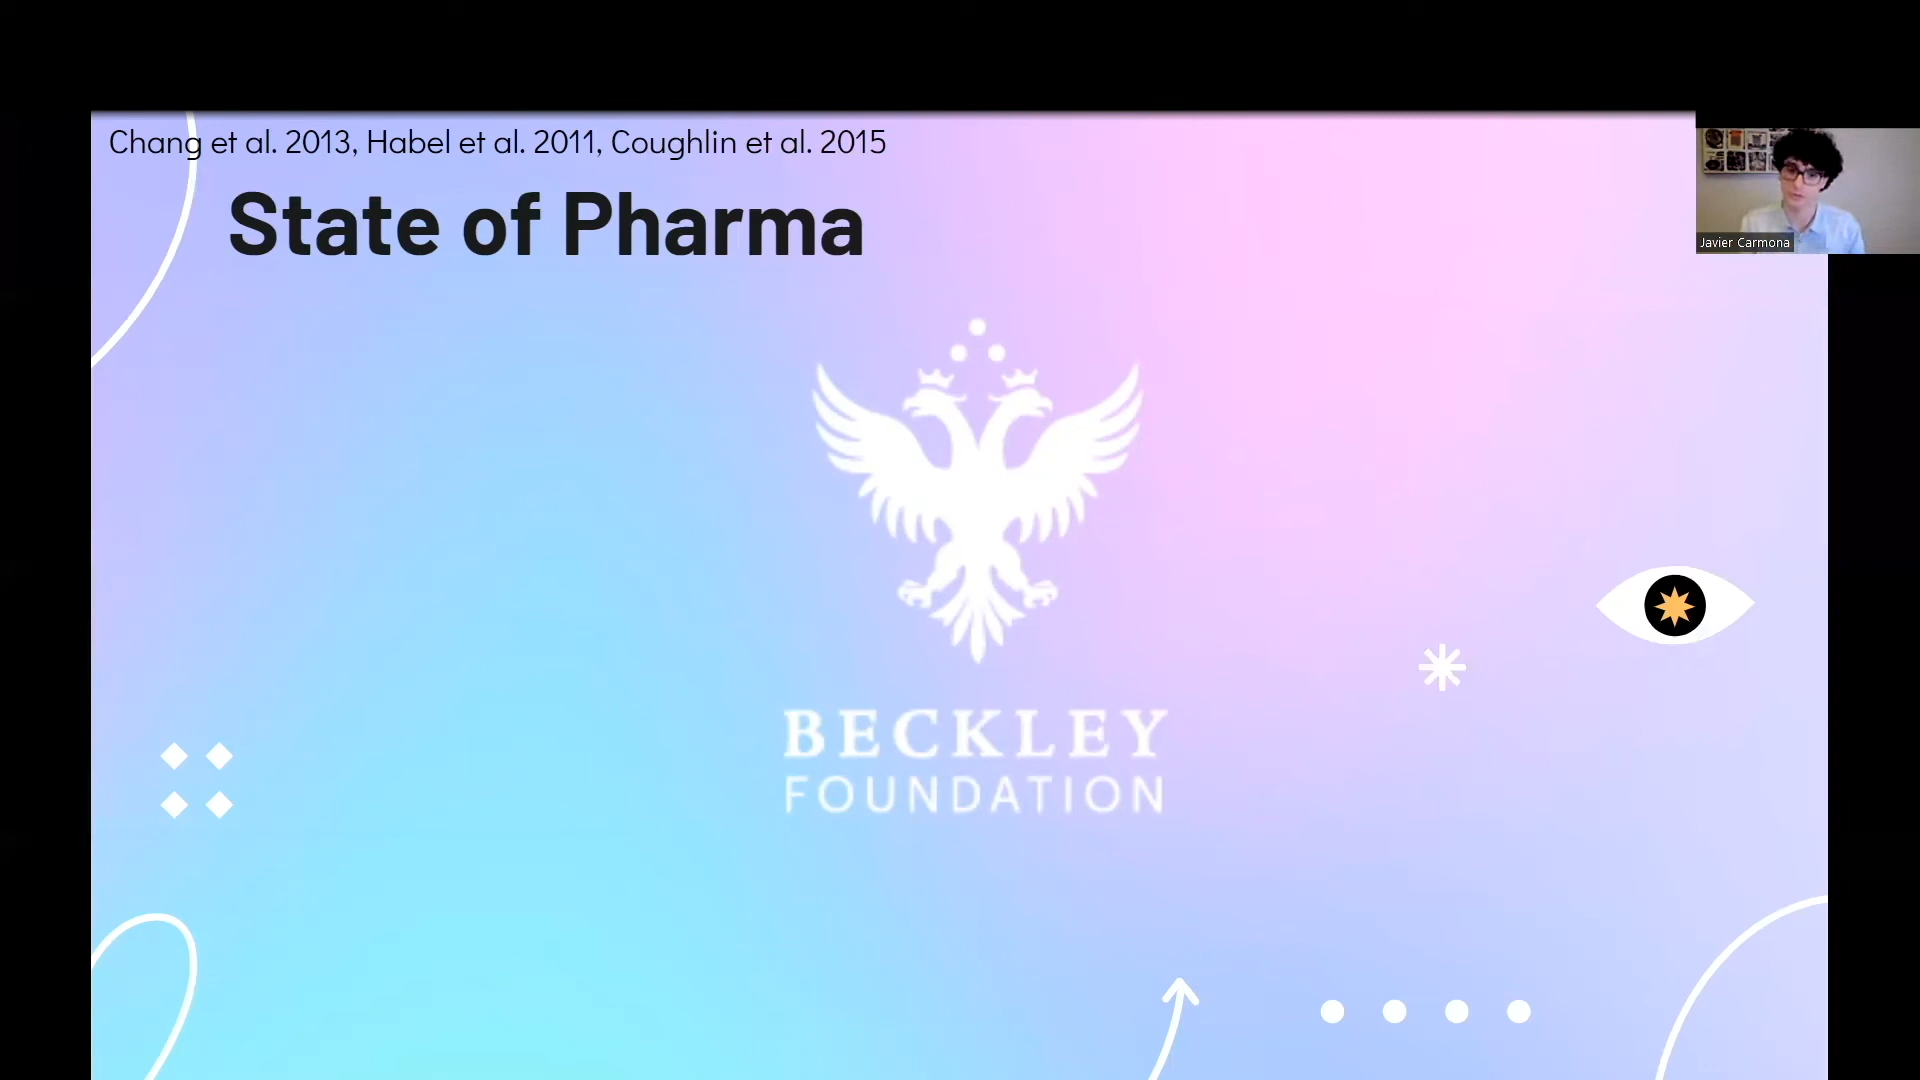 Chang et al. 2013, Habel et al. 2011, Coughlin et al. 2015
State of Pharma
Javier Carmona
BECKLEY
FOUNDATION